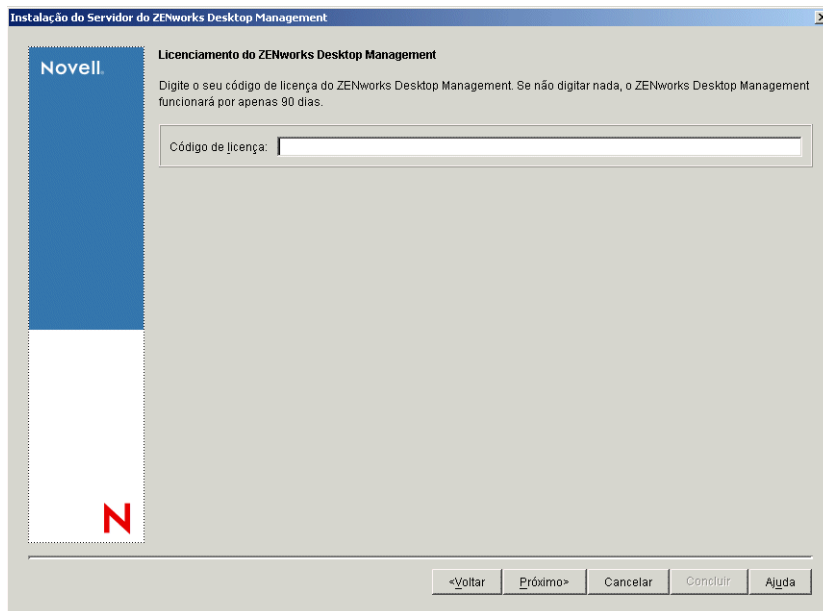 Instalação do Servidor do ZENworks Desktop Management
Novell.
Licenciamento do ZENworks Desktop Management
Digite o seu código de licença do ZENworks Desktop Management. Se não digitar nada, o ZENworks Desktop Management
funcionará por apenas 90 dias.
Código de licença:
N
<Voltar Próximo> Cancelar Concluir Ajuda